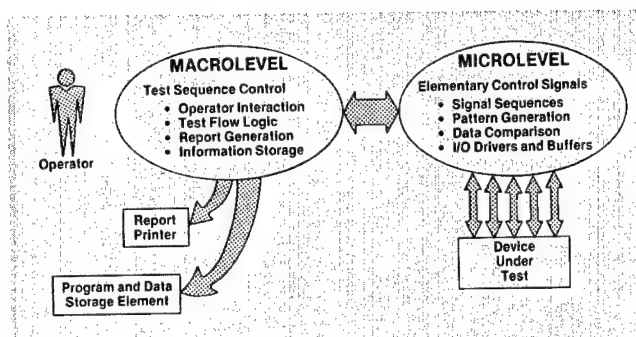 MACROLEVEL
Test Sequence Control
• Operator Interaction
• Test Flow Logic
• Report Generation
• Information Storage
MICROLEVEL
Elementary Control Signals
• Signal Sequences
• Pattern Generation
• Data Comparison
• I/O Drivers and Buffers
Operator
Report
Printer
Program and Data
Storage Element
Device
Under
Test